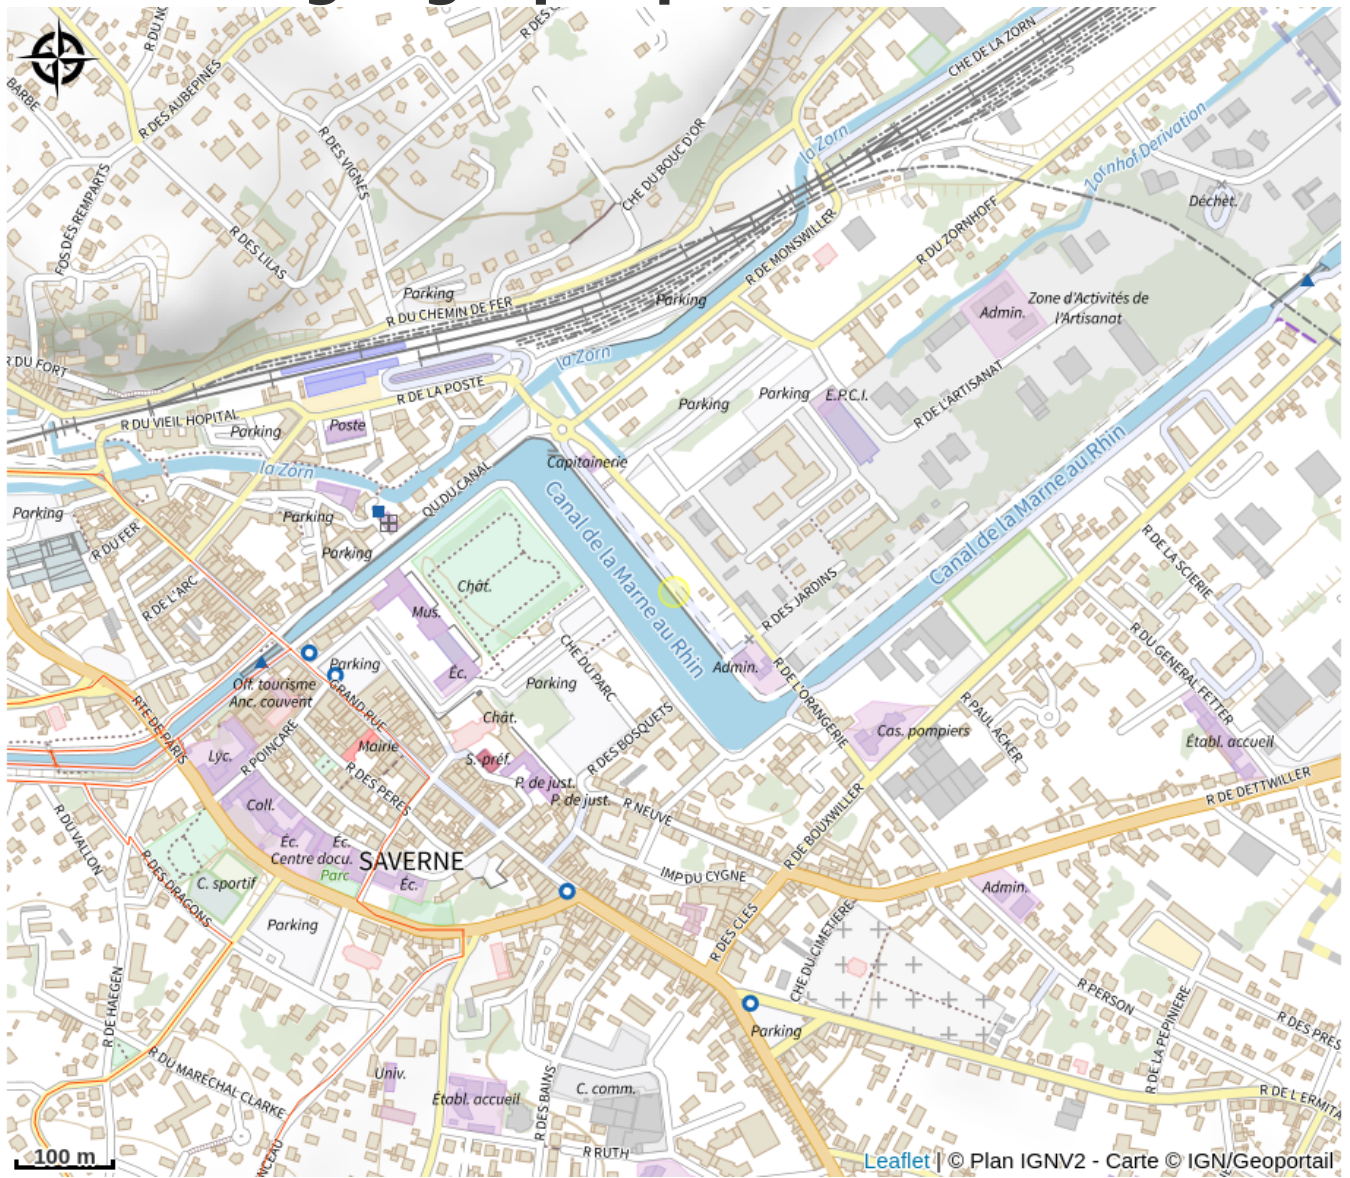 R DES AUBEPINES
BARBE
R DES VIGNES
CHE DE LA ZORN
la Zorn
Zornhof Derivation
CHE DU BOUC D'OR
FOS DES REMPARTS
R DES LILAS
Déchèt.
R DU ZORNHOFF
R DE MONSWILLER
Parking
R DU CHEMIN DE FER
Parking
Admin.
Zone d'Activités de
l'Artisanat
R DU FORT
la Zorn
R DE LA POSTE
R DE L'ARTISANAT
Parking
E.P.C.I.
Parking
R DU VIEIL HOPITAL
Parking
Poste
la Zorn
QU DU CANAL
Capitainerie
Canal de la Marne au Rhin
Canal de la Marne au Rhin
Parking
Parking
R DU FER
Parking
R DE L'ARC
Chât.
Mus.
R DES JARDINS
R DE LA SCIERIE
R DU GENERAL FETTER
Parking
Off. tourisme
Anc. couvent
Éc.
Parking
CHE DU PARC
Admin.
R DE L'ORANGERIE
GRAND RUE
Chât.
RTE DE PARIS
Lyc.
R POINCARE
Mairie
S.-préf.
R DES BOSQUETS
Cas. pompiers
R PAUL ACKER
Établ. accueil
R DES PERES
P. de just.
P. de just.
R NEUVE
R DE DETTWILLER
R DE BOUXWILLER
Coll.
R DU VALLON
Éc.
Éc.
Centre docu.
SAVERNE
Parc
Éc.
IMP DU CYGNE
R DES DRAGONS
C. sportif
Admin.
Parking
R DES CLES
CHE DU CIMETIERE
R DE HAEGEN
R PERSON
R DE LA PEPINIERE
R DES PRES
Parking
R DU MARECHAL CLARKE
Univ.
Établ. accueil
R DES BAINS
C. comm.
R DE L'ERMITA
NCEAU
R RUTH
100 m
Leaflet | © Plan IGNV2 - Carte © IGN/Geoportail